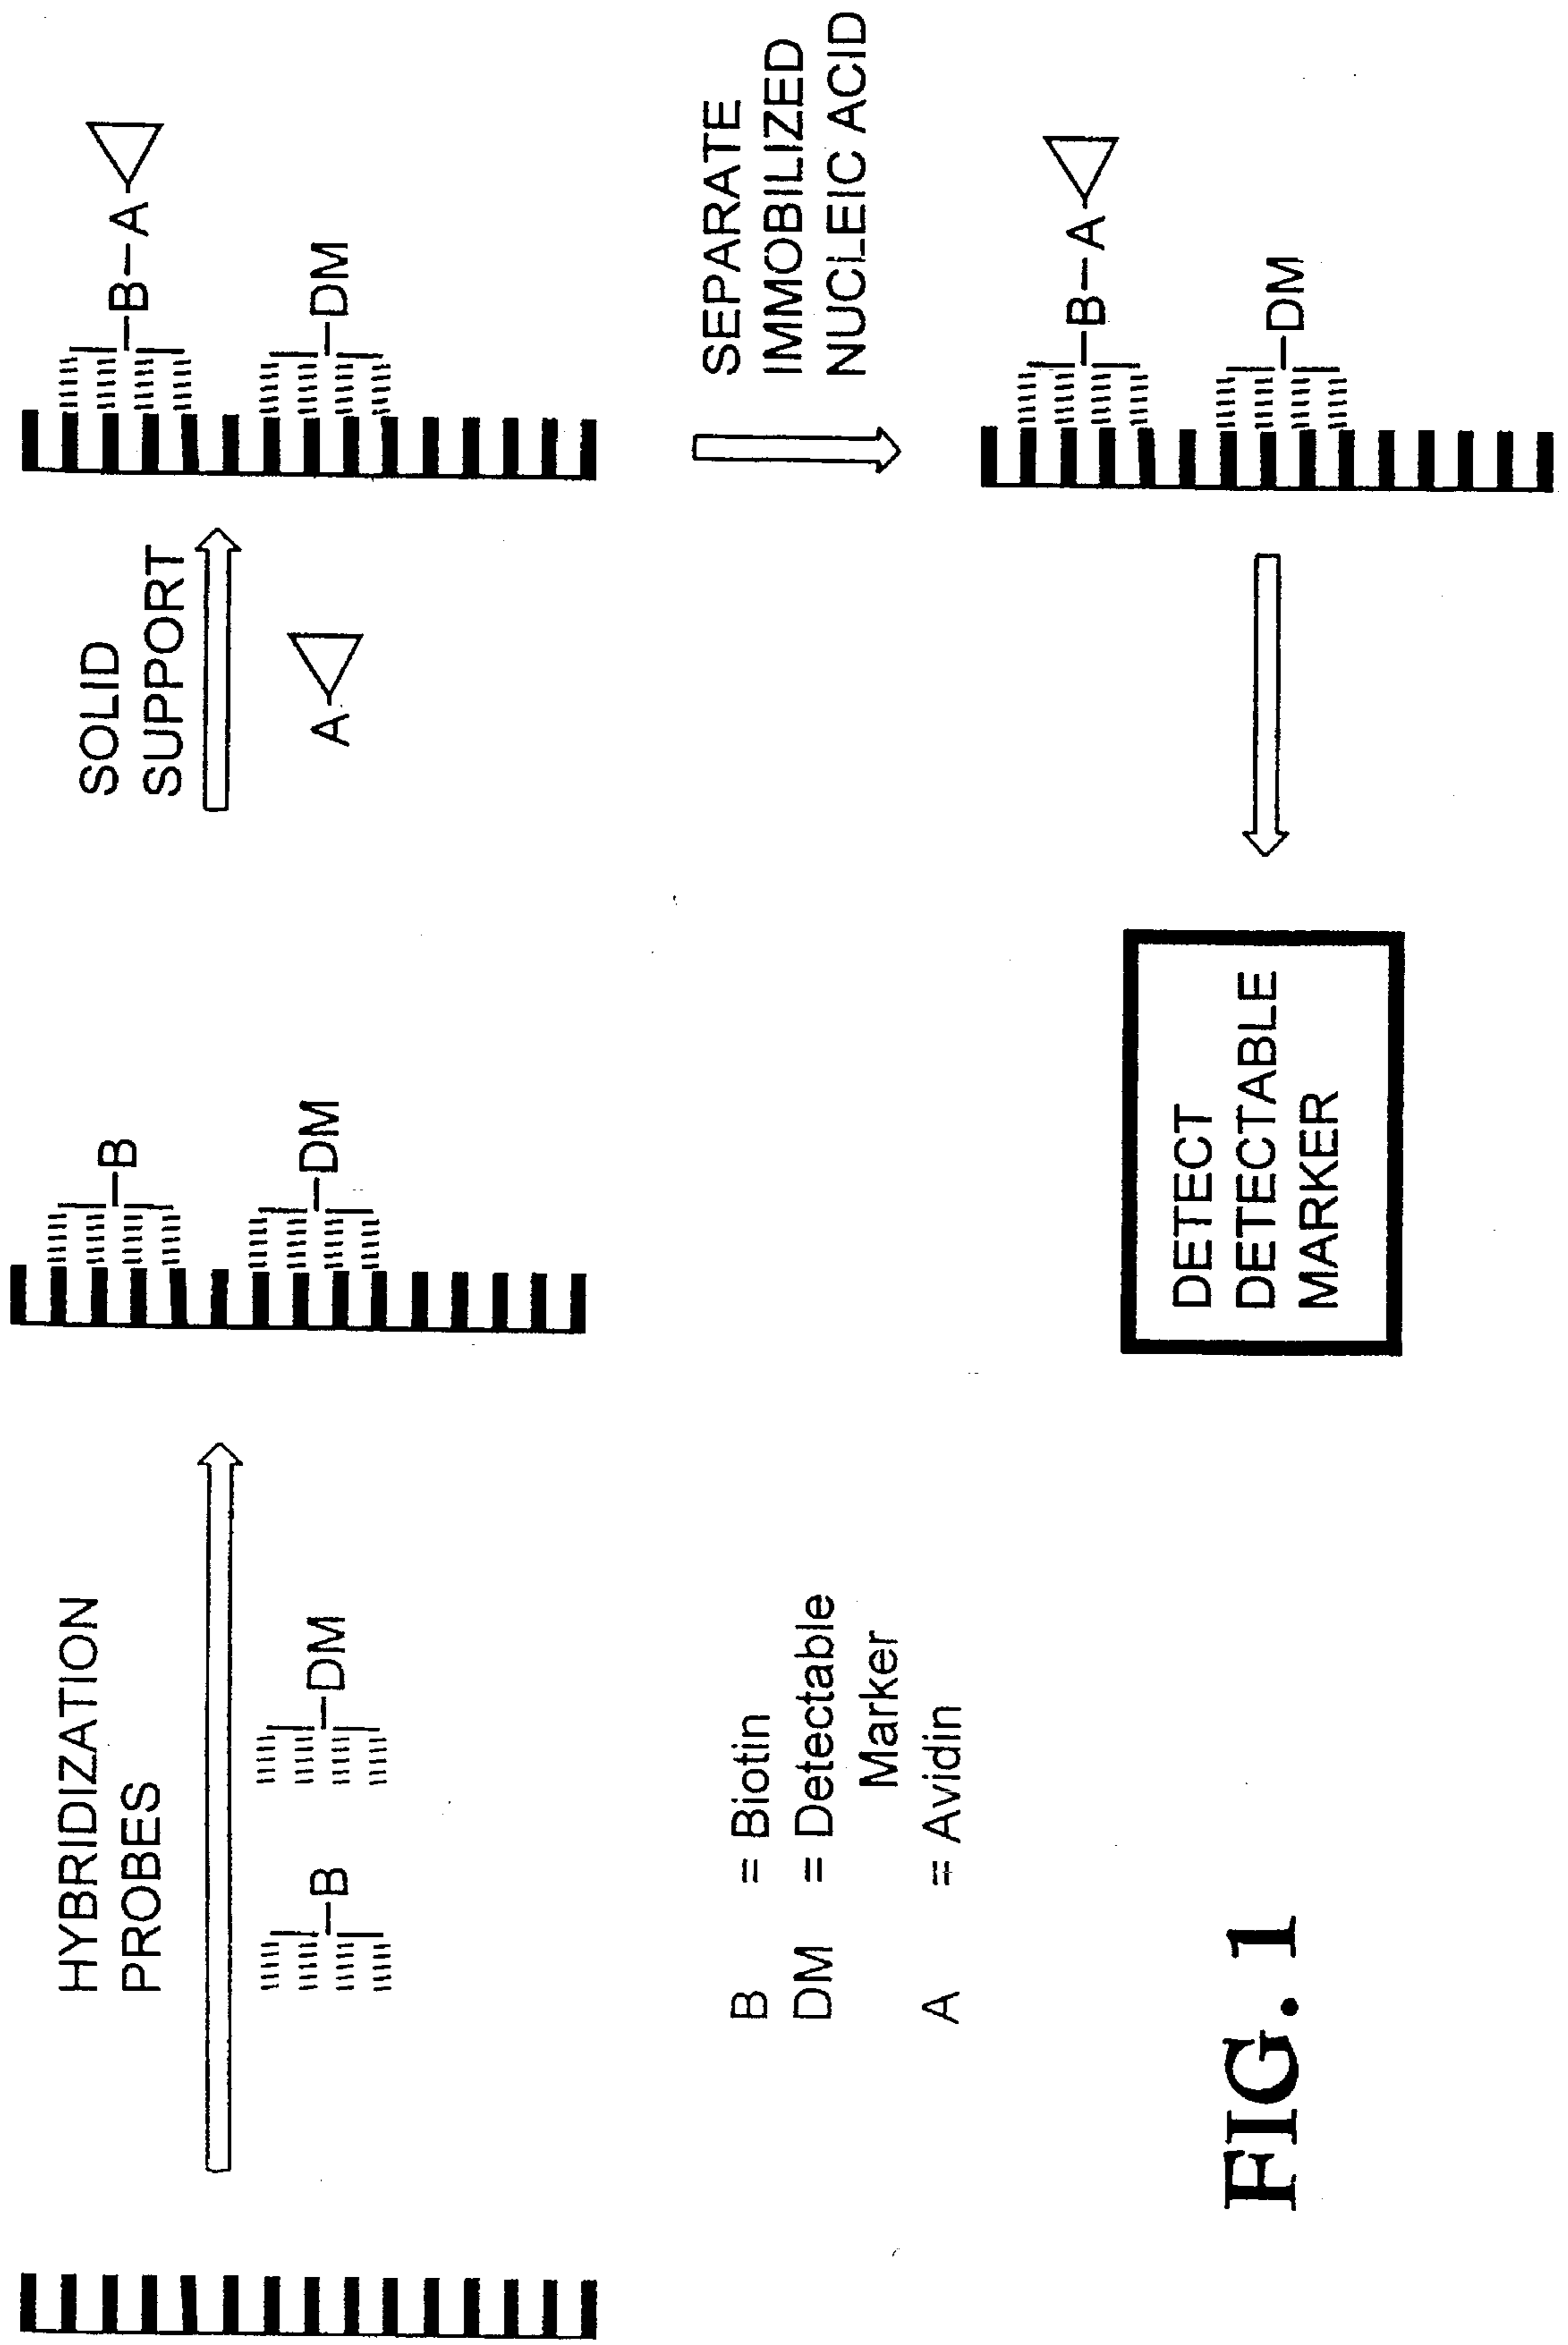 HYBRIDIZATION
PROBES
B
DM
B
DM
SOLID
SUPPORT
A
B A
DM
SEPARATE
IMMOBILIZED
NUCLEIC ACID
B A
DM
DETECT
DETECTABLE
MARKER
B = Biotin
DM = Detectable
Marker
A = Avidin
FIG. 1